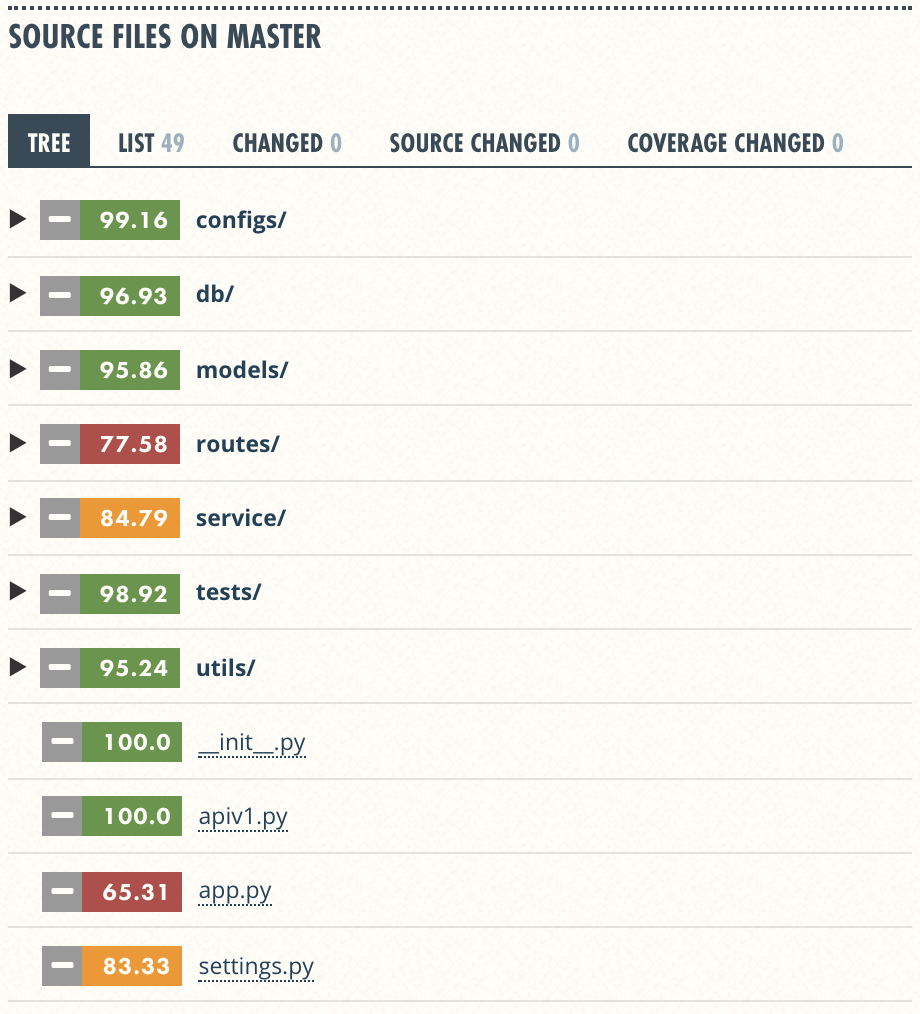 SOURCE FILES ON MASTER
TREE LIST 49 CHANGED 0 SOURCE CHANGED 0 COVERAGE CHANGED 0
99.16 configs/
96.93 db/
95.86 models/
77.58 routes/
84.79 service/
98.92 tests/
95.24 utils/
100.0 __init__.py
100.0 apiv1.py
65.31 app.py
83.33 settings.py